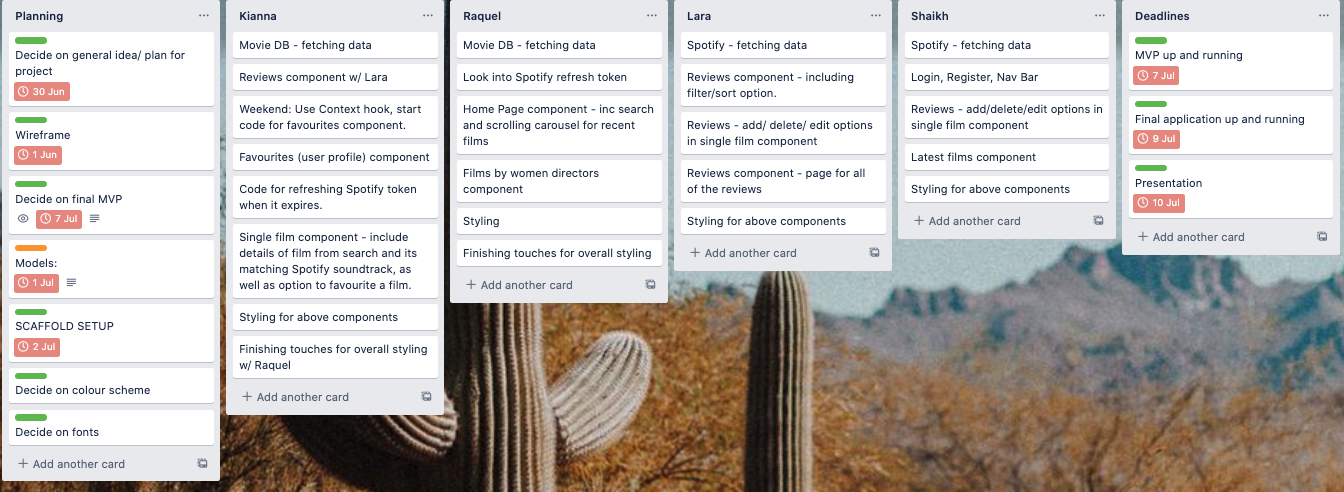 Planning
Decide on general idea/ plan for
project
30 Jun
Wireframe
1 Jun
Decide on final MVP
7 Jul
Models:
1 Jul
SCAFFOLD SETUP
2 Jul
Decide on colour scheme
Decide on fonts
+ Add another card
Kianna
Movie DB - fetching data
Reviews component w/ Lara
Weekend: Use Context hook, start
code for favourites component.
Favourites (user profile) component
Code for refreshing Spotify token
when it expires.
Single film component - include
details of film from search and its
matching Spotify soundtrack, as
well as option to favourite a film.
Styling for above components
Finishing touches for overall styling
w/ Raquel
+ Add another card
Raquel
Movie DB - fetching data
Look into Spotify refresh token
Home Page component - inc search
and scrolling carousel for recent
films
Films by women directors
component
Styling
Finishing touches for overall styling
+ Add another card
Lara
Spotify - fetching data
Reviews component - including
filter/sort option.
Reviews - add/ delete/ edit options
in single film component
Reviews component - page for all
of the reviews
Styling for above components
+ Add another card
Shaikh
Spotify - fetching data
Login, Register, Nav Bar
Reviews - add/delete/edit options in
single film component
Latest films component
Styling for above components
+ Add another card
Deadlines
MVP up and running
7 Jul
Final application up and running
9 Jul
Presentation
10 Jul
+ Add another card